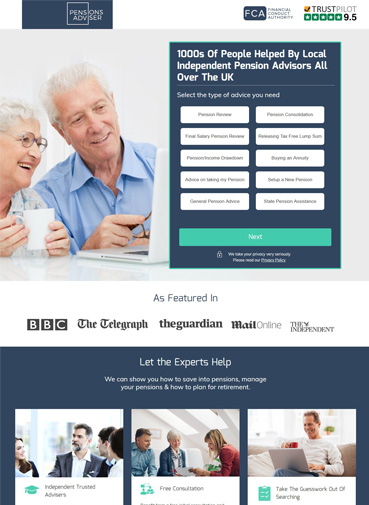 PENSIONS
ADVISER
FCA FINANCIAL
CONDUCT
AUTHORITY
TRUSTPILOT
9.5
1000s Of People Helped By Local
Independent Pension Advisors All
Over The UK
Select the type of advice you need
Pension Review Pension Consolidation
Final Salary Pension Review Releasing Tax Free Lump Sum
Pension/Income Drawdown Buying an Annuity
Advice on taking my Pension Setup a New Pension
General Pension Advice State Pension Assistance
Next
We take your privacy very seriously.
Please read our Privacy Policy
As Featured In
BBC The Telegraph theguardian MailOnline THE INDEPENDENT
Let the Experts Help
We can show you how to save into pensions, manage
your pensions & how to plan for retirement.
Independent Trusted
Advisers
Free Consultation
Take The Guesswork Out Of
Searching